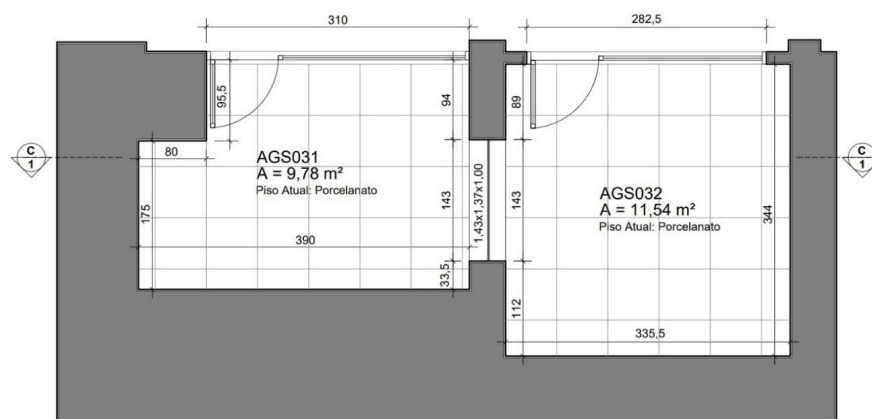 310
282,5
95,5
94
89
C
1
80
AGS031
A = 9,78 m²
Piso Atual: Porcelanato
175
390
143
33,5
1,43x1,37x1,00
143
112
AGS032
A = 11,54 m²
Piso Atual: Porcelanato
344
335,5
C
1